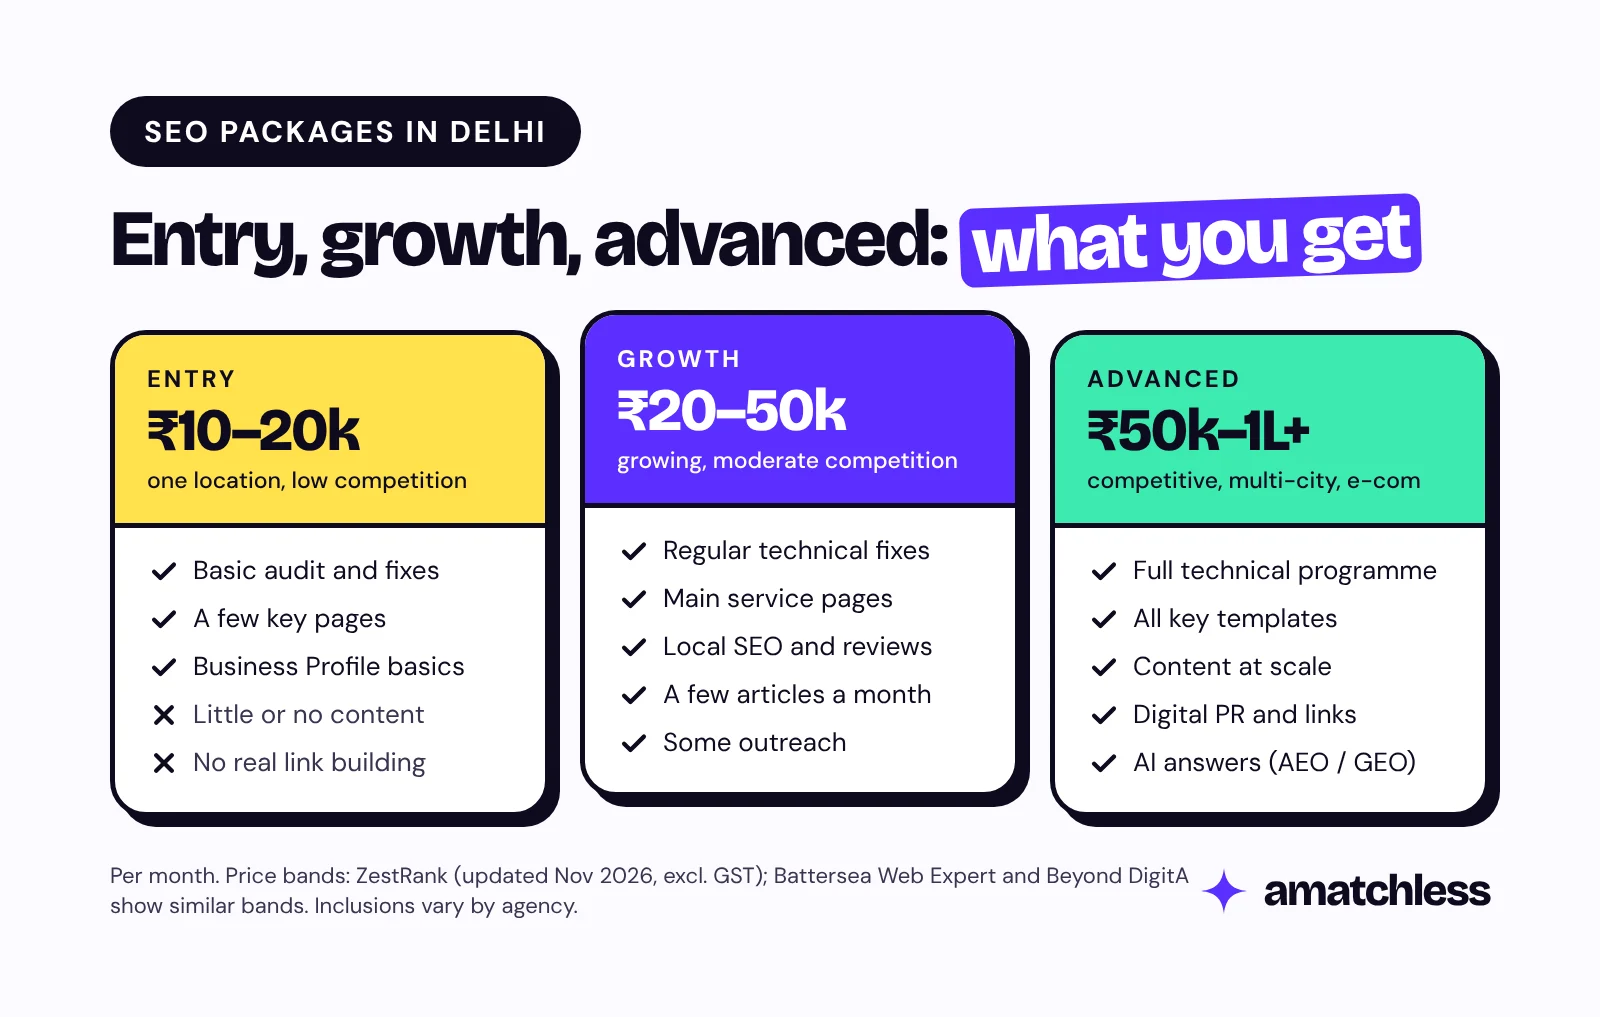 SEO PACKAGES IN DELHI
Entry, growth, advanced: what you get
ENTRY
₹10–20k
one location, low competition
Basic audit and fixes
A few key pages
Business Profile basics
Little or no content
No real link building
GROWTH
₹20–50k
growing, moderate competition
Regular technical fixes
Main service pages
Local SEO and reviews
A few articles a month
Some outreach
ADVANCED
₹50k–1L+
competitive, multi-city, e-com
Full technical programme
All key templates
Content at scale
Digital PR and links
AI answers (AEO / GEO)
Per month. Price bands: ZestRank (updated Nov 2026, excl. GST); Battersea Web Expert and Beyond DigitA
show similar bands. Inclusions vary by agency.
amatchless